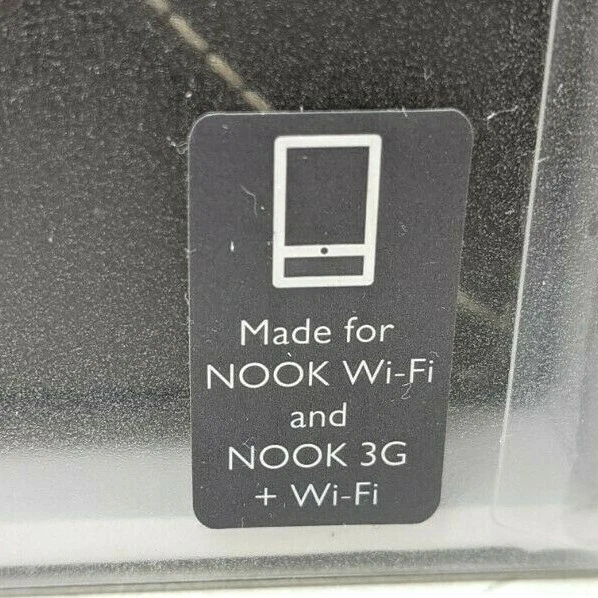 Made for
NOOK Wi-Fi
and
NOOK 3G
+ Wi-Fi